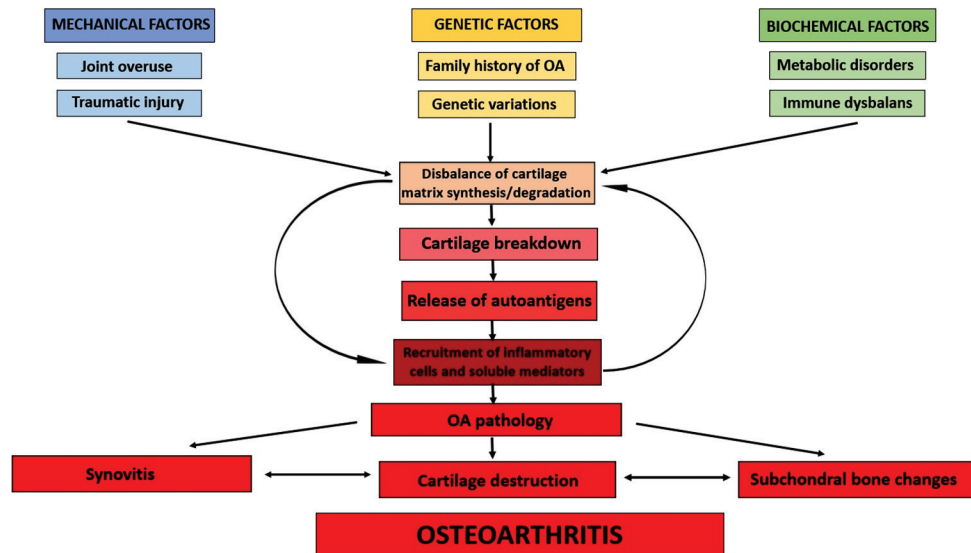 MECHANICAL FACTORS
GENETIC FACTORS
BIOCHEMICAL FACTORS
Joint overuse
Family history of OA
Metabolic disorders
Traumatic injury
Genetic variations
Immune dysbalans
Disbalance of cartilage
matrix synthesis/degradation
Cartilage breakdown
Release of autoantigens
Recruitment of inflammatory
cells and soluble mediators
OA pathology
Synovitis
Cartilage destruction
Subchondral bone changes
OSTEOARTHRITIS